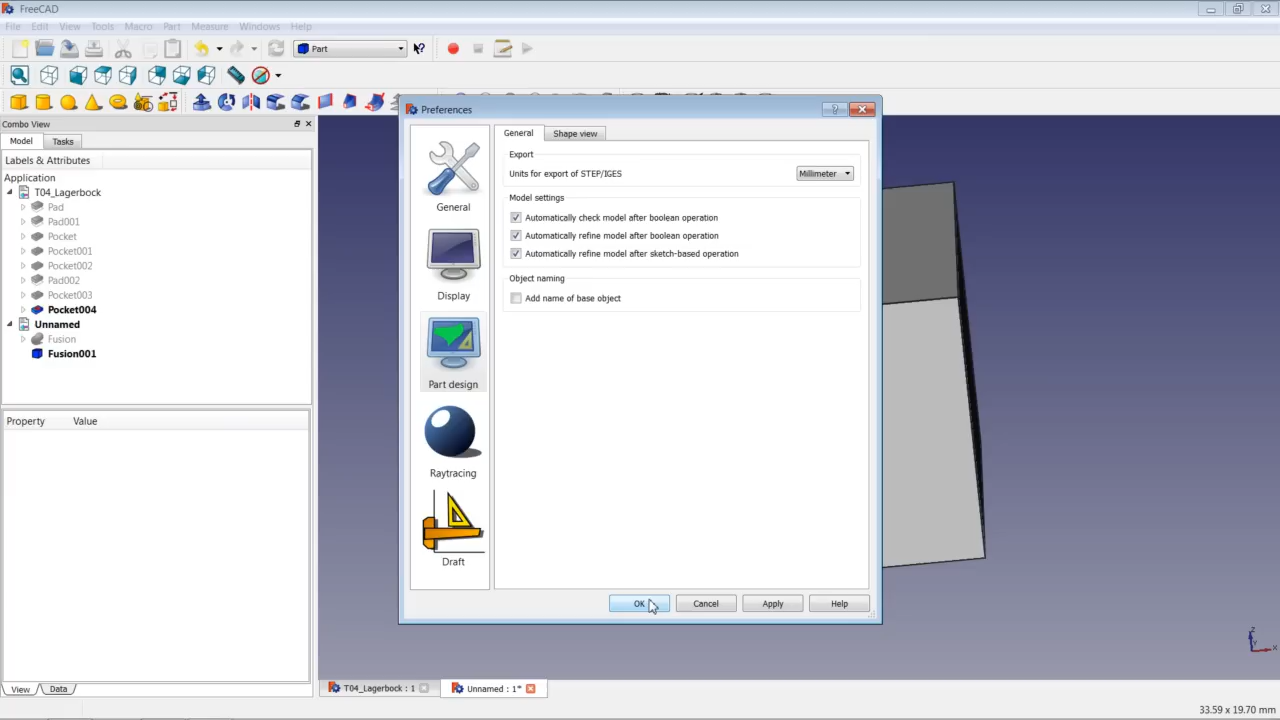 FreeCAD
File Edit View Tools Macro Part Measure Windows Help
Part
Combo View
Model Tasks
Labels & Attributes
Application
T04_Lagerbock
Pad
Pad001
Pocket
Pocket001
Pocket002
Pad002
Pocket003
Pocket004
Unnamed
Fusion
Fusion001
Property Value
View Data
Preferences
General
Display
Part design
Raytracing
Draft
General Shape view
Export
Units for export of STEP/IGES Millimeter
Model settings
Automatically check model after boolean operation
Automatically refine model after boolean operation
Automatically refine model after sketch-based operation
Object naming
Add name of base object
OK Cancel Apply Help
Z
Y
X
T04_Lagerbock : 1 Unnamed : 1*
33.59 x 19.70 mm